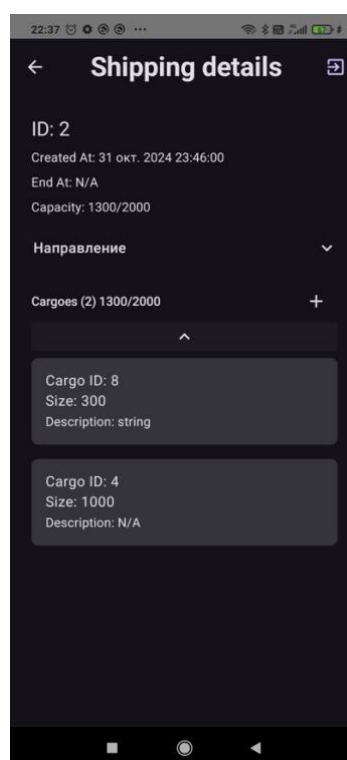 22:37
Shipping details
ID: 2
Created At: 31 окт. 2024 23:46:00
End At: N/A
Capacity: 1300/2000
Направление
Cargoes (2) 1300/2000
Cargo ID: 8
Size: 300
Description: string
Cargo ID: 4
Size: 1000
Description: N/A